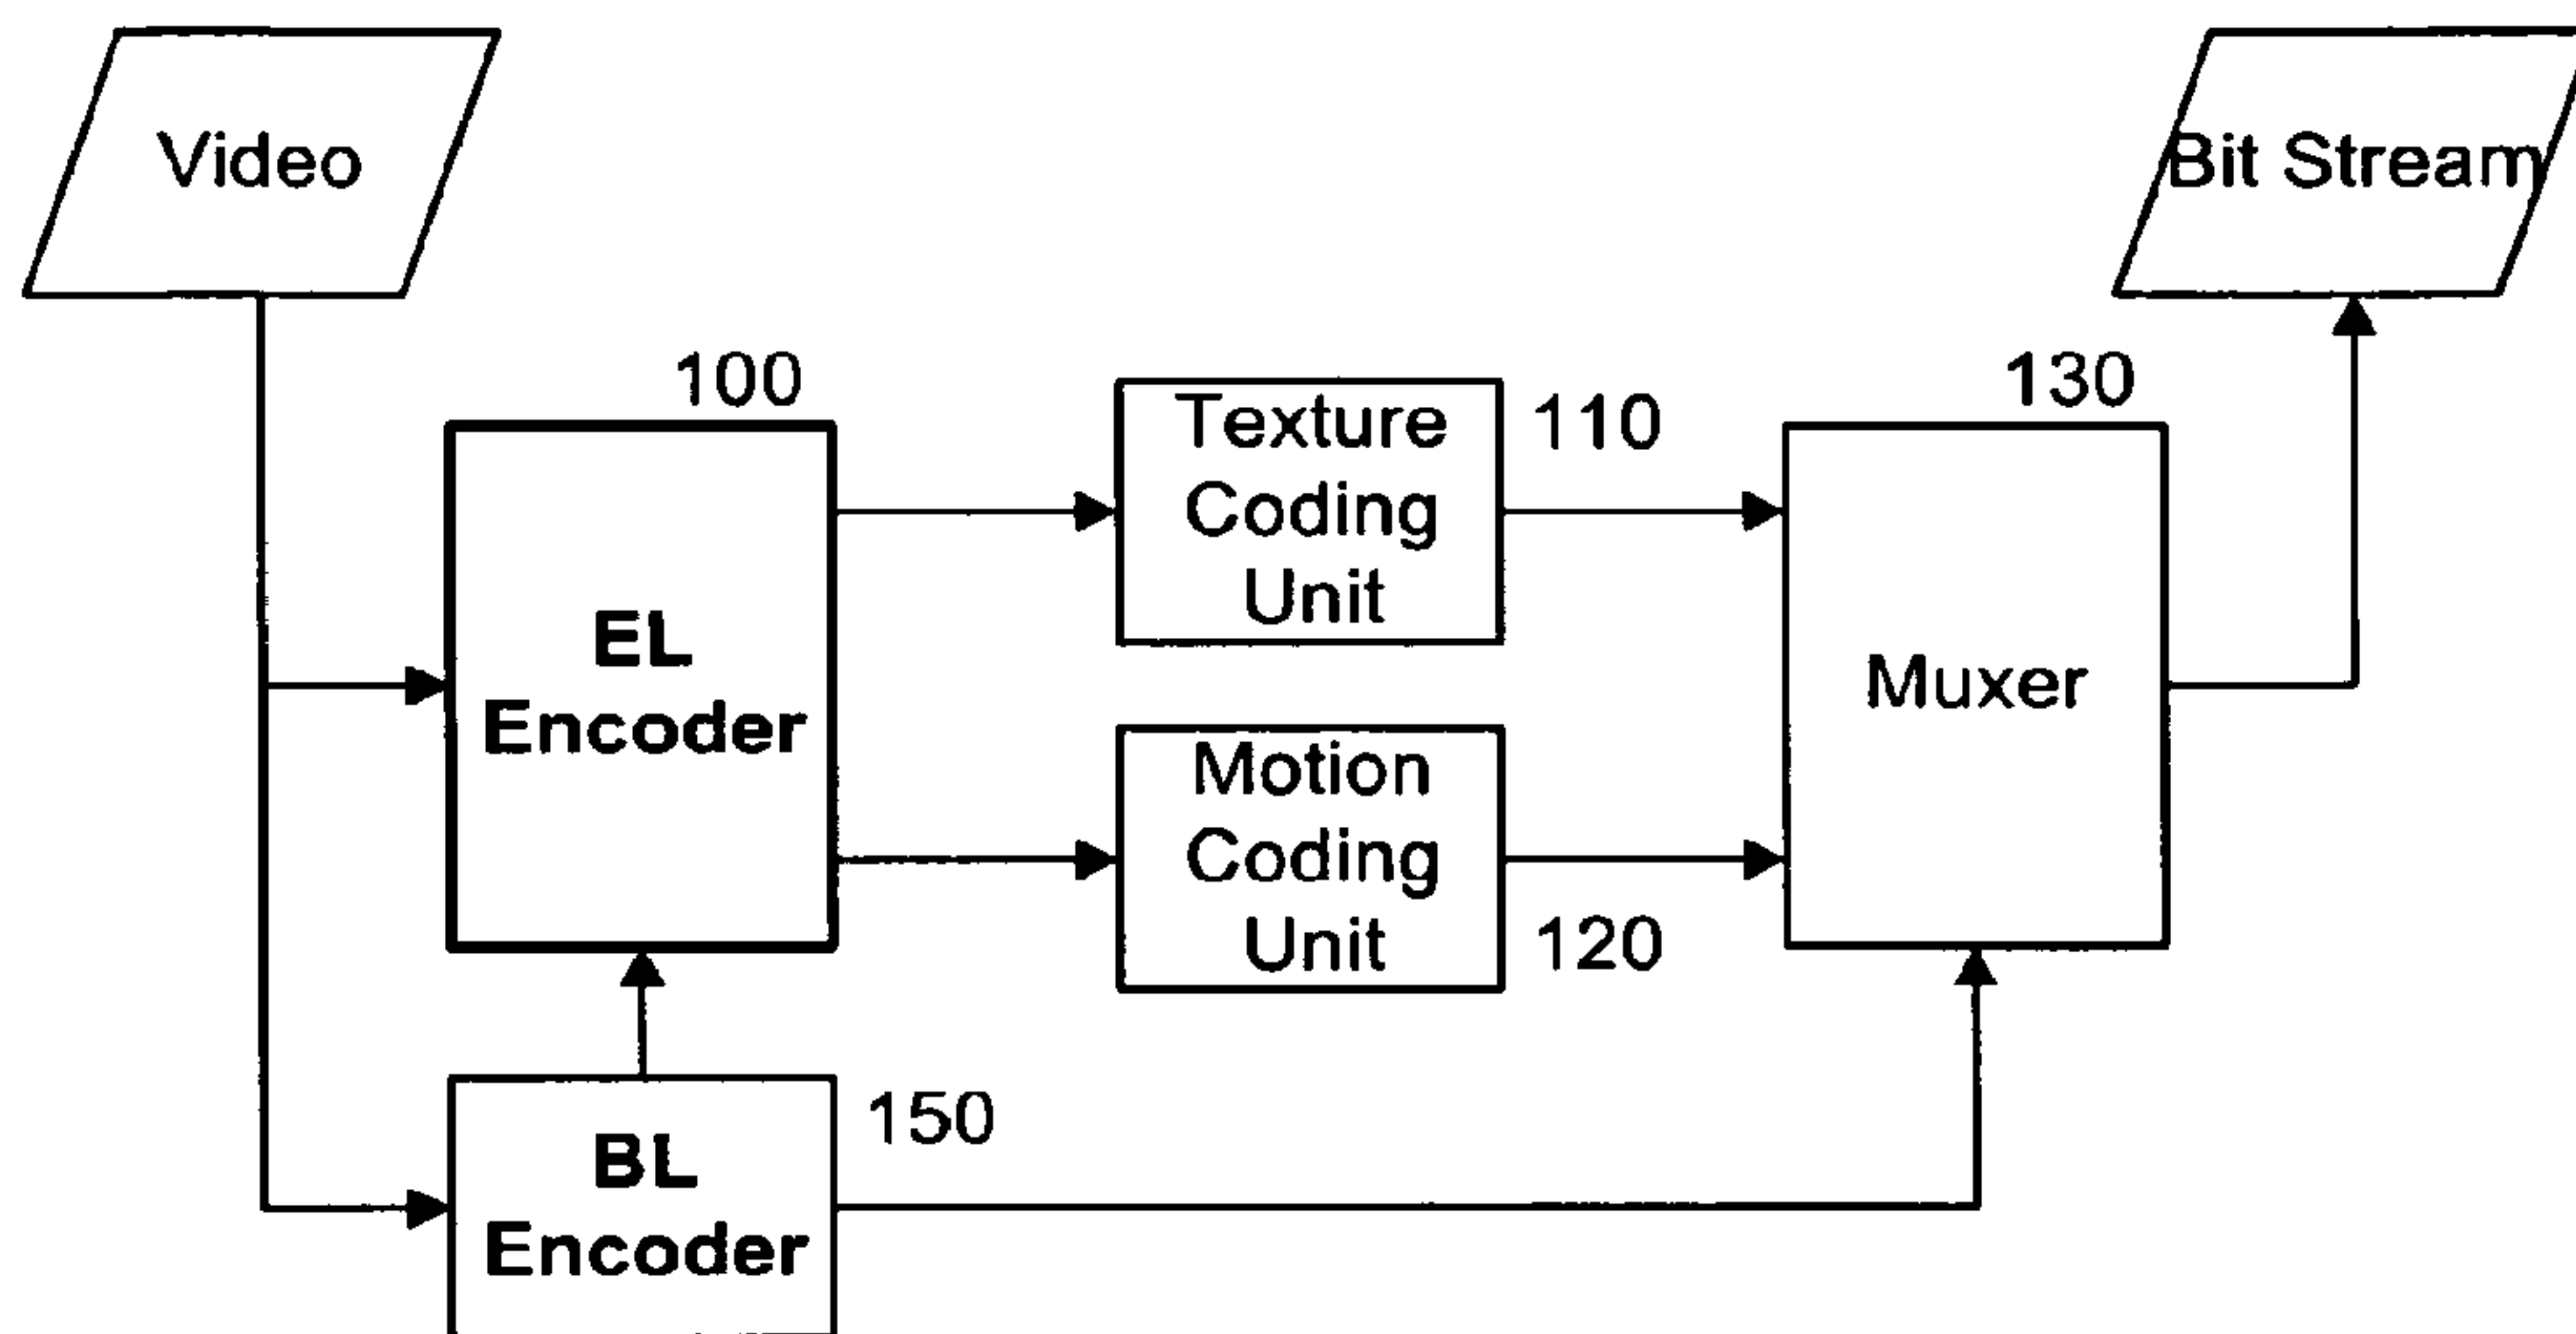 Video
Bit Stream
100
130
Texture
Coding
Unit
110
EL
Encoder
Muxer
Motion
Coding
Unit
120
150
BL
Encoder